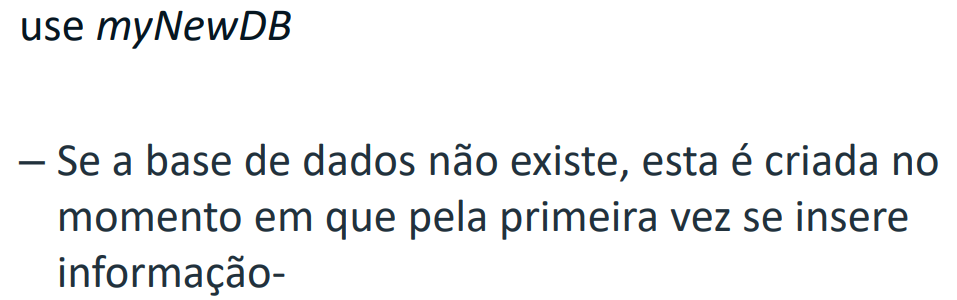 use myNewDB
– Se a base de dados não existe, esta é criada no
momento em que pela primeira vez se insere
informação-